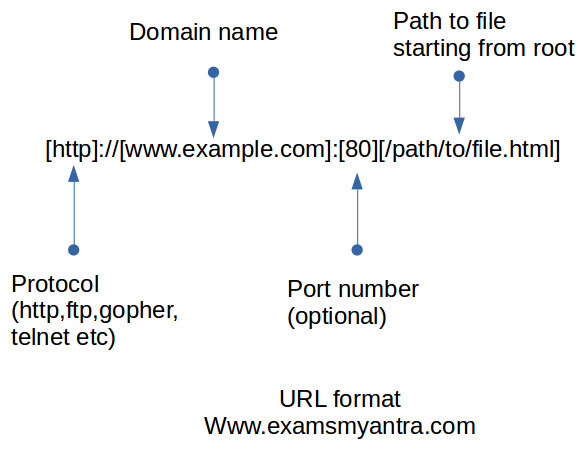 Domain name
Path to file
starting from root
[http]://[www.example.com]:[80][/path/to/file.html]
Protocol
(http,ftp,gopher,
telnet etc)
Port number
(optional)
URL format
Www.examsmyantra.com